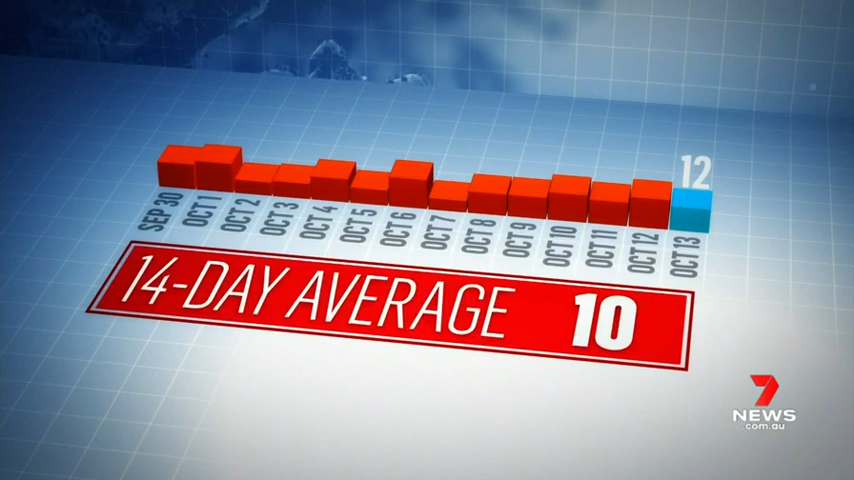 12
SEP 30
OCT 1
OCT 2
OCT 3
OCT 4
OCT 5
OCT 6
OCT 7
OCT 8
OCT 9
OCT 10
OCT 11
OCT 12
OCT 13
14-DAY AVERAGE 10
7
NEWS
.com.au